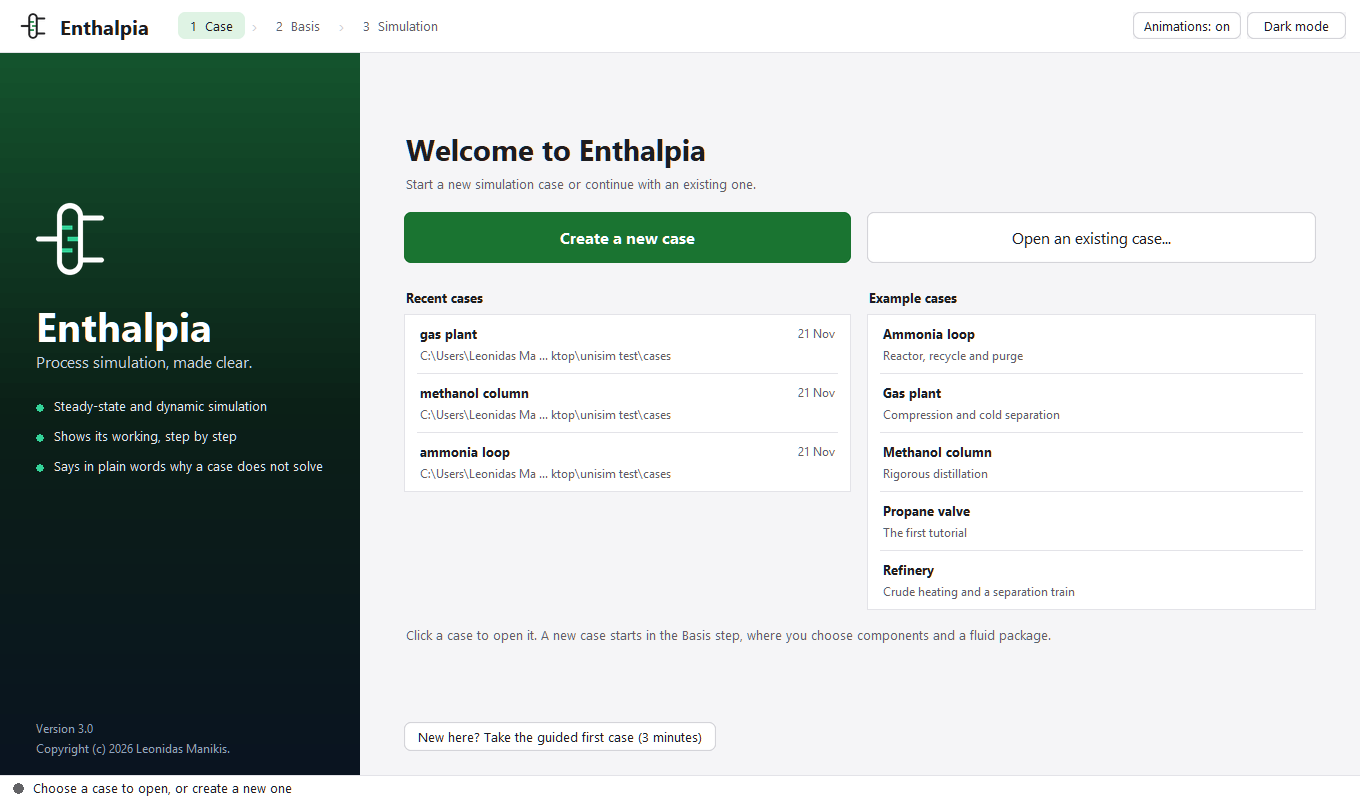 Enthalpia
1 Case
2 Basis
3 Simulation
Animations: on
Dark mode
Enthalpia
Process simulation, made clear.
Steady-state and dynamic simulation
Shows its working, step by step
Says in plain words why a case does not solve
Version 3.0
Copyright (c) 2026 Leonidas Manikis.
Welcome to Enthalpia
Start a new simulation case or continue with an existing one.
Create a new case
Open an existing case...
Recent cases
gas plant 21 Nov
C:\Users\Leonidas Ma ... ktop\unisim test\cases
methanol column 21 Nov
C:\Users\Leonidas Ma ... ktop\unisim test\cases
ammonia loop 21 Nov
C:\Users\Leonidas Ma ... ktop\unisim test\cases
Example cases
Ammonia loop
Reactor, recycle and purge
Gas plant
Compression and cold separation
Methanol column
Rigorous distillation
Propane valve
The first tutorial
Refinery
Crude heating and a separation train
Click a case to open it. A new case starts in the Basis step, where you choose components and a fluid package.
New here? Take the guided first case (3 minutes)
Choose a case to open, or create a new one